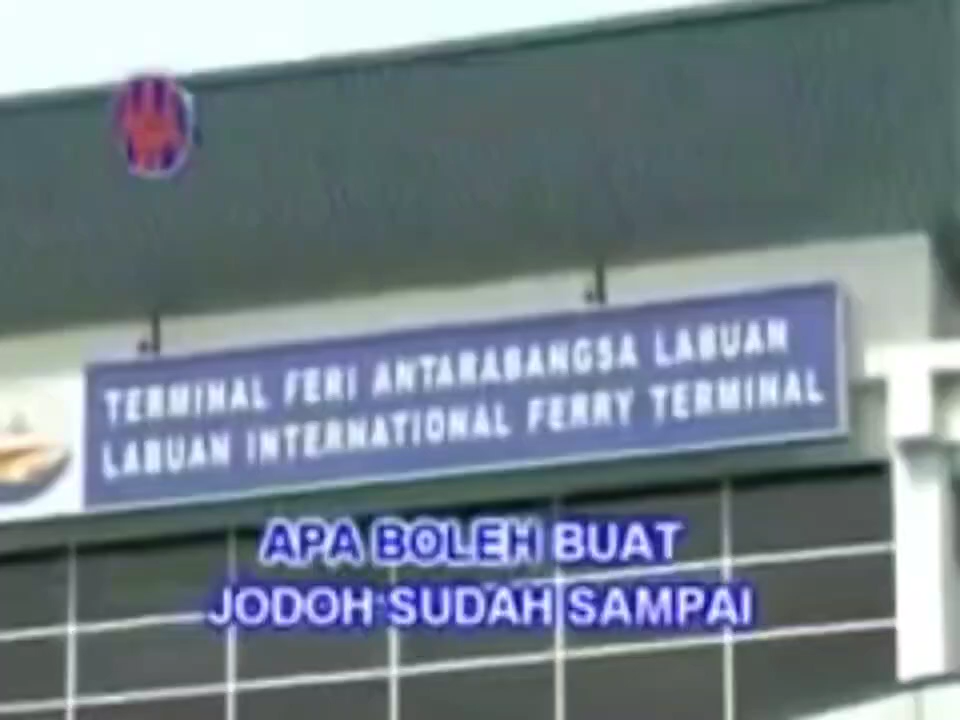 TERMINAL FERI ANTARABANGSA LABUAN
LABUAN INTERNATIONAL FERRY TERMINAL
APA BOLEH BUAT
JODOH SUDAH SAMPAI